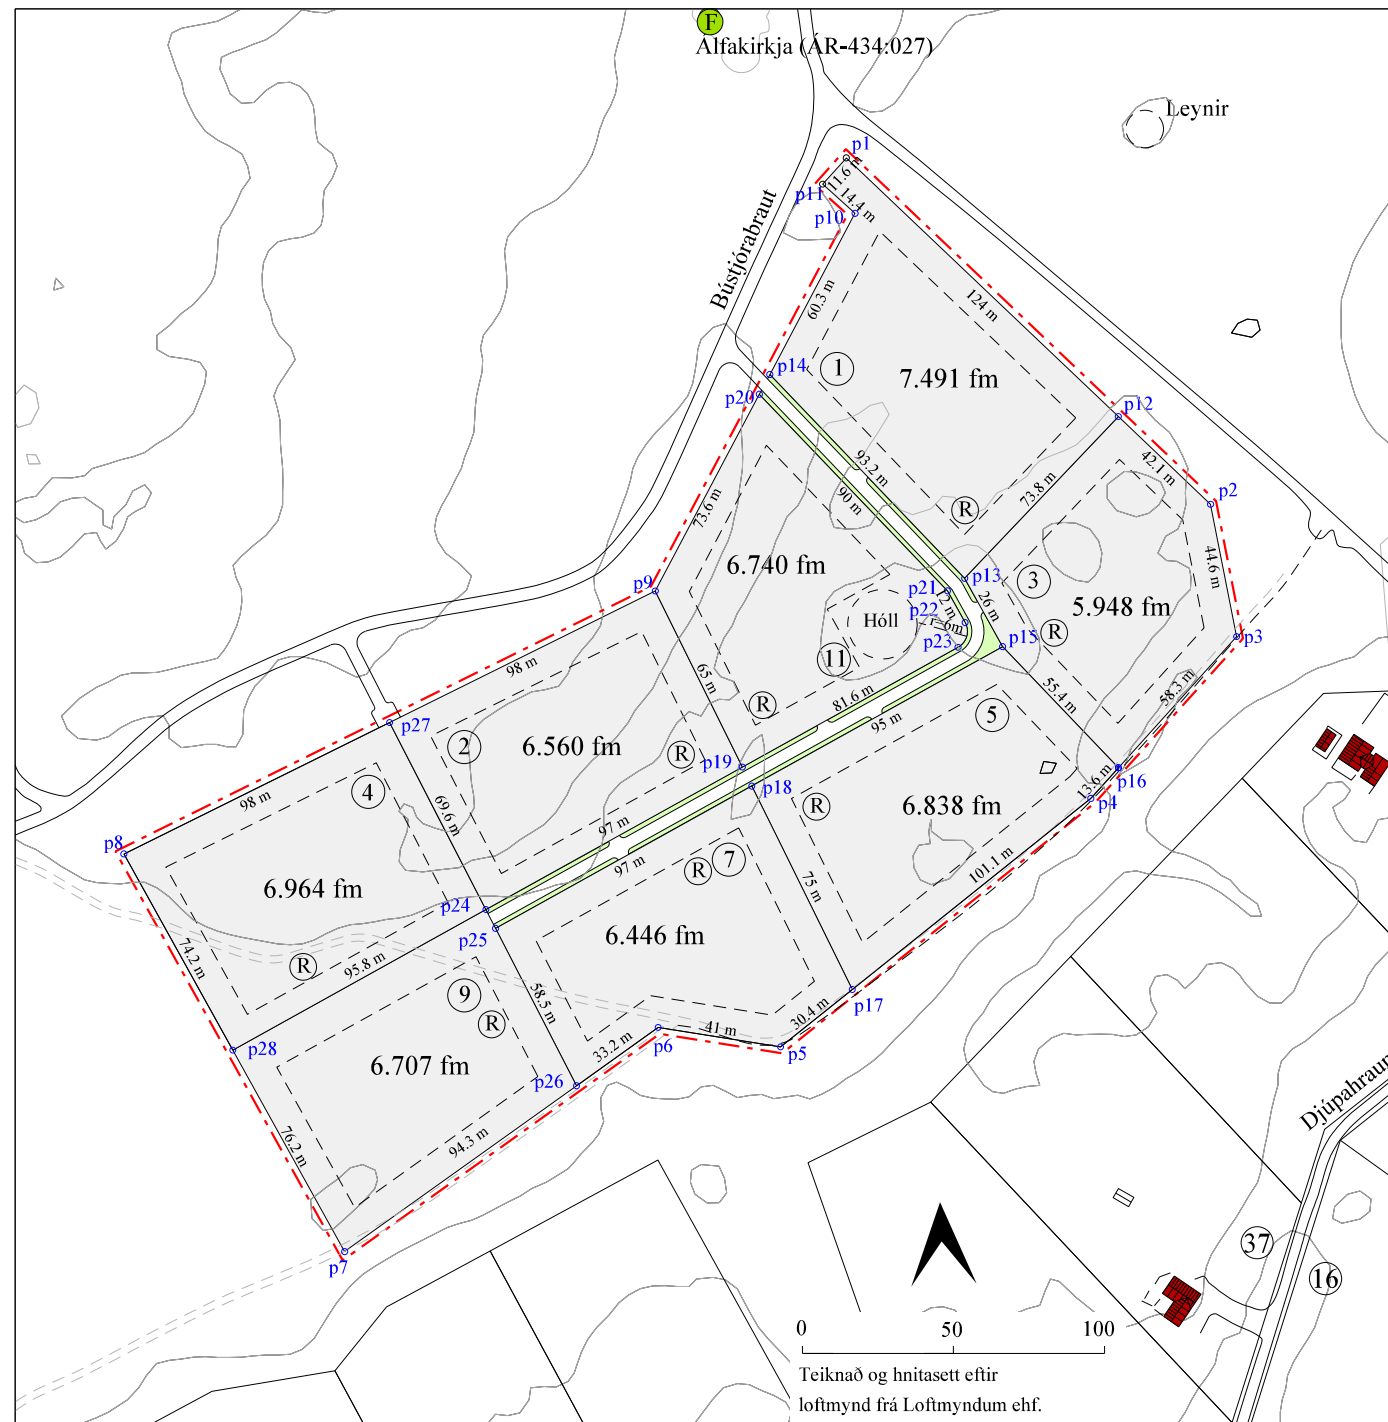 F
Álfakirkja (ÁR-434:027)
Leynir
Bústjórabraut
p1
11.6 m
p11
14.4 m
p10
60.3 m
124 m
1
7.491 fm
p14
p20
p12
42.1 m
p2
93.2 m
90 m
73.8 m
R
73.6 m
44.6 m
6.740 fm
p9
p13
3
p21
12 m
26 m
5.948 fm
p22
r=6m
Hóll
R
p15
p23
p3
11
65 m
55.4 m
58.3 m
98 m
R
81.6 m
5
95 m
p27
2
6.560 fm
R
p19
p16
13.6 m
p18
p4
4
98 m
69.6 m
R
6.838 fm
97 m
p8
97 m
R
7
75 m
101.1 m
6.964 fm
p24
p25
6.446 fm
74.2 m
95.8 m
R
9
58.5 m
p17
R
30.4 m
41 m
p6
p5
p28
33.2 m
6.707 fm
p26
76.2 m
94.3 m
p7
Djúpahraun
37
16
0 50 100
Teiknað og hnitasett eftir
loftmynd frá Loftmyndum ehf.